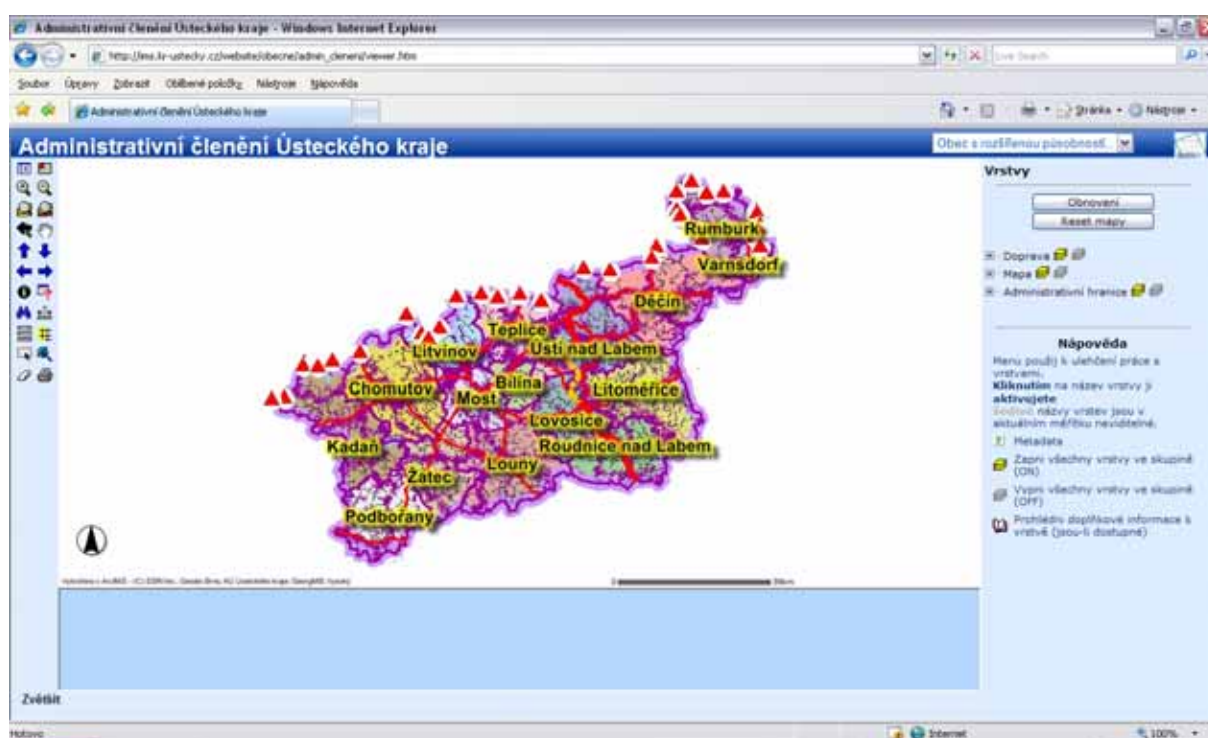 Administrativní členění Ústeckého kraje - Windows Internet Explorer
Live Search
Soubor Úpravy Zobrazit Oblíbené položky Nástroje Nápověda
Administrativní členění Ústeckého kraje
Stránka Nástroje
Administrativní členění Ústeckého kraje
Obec s rozšířenou působností
Vrstvy
Obnovení
Reset mapy
Doprava
Mapa
Administrativní hranice
Rumburk
Varnsdorf
Děčín
Teplice
Ústí nad Labem
Litvínov
Bílina
Chomutov
Most
Litoměřice
Lovosice
Kadaň
Roudnice nad Labem
Louny
Žatec
Podbořany
Nápověda
Menu použij k ulehčení práce s
vrstvami.
Kliknutím na název vrstvy ji
aktivujete
názvy vrstev jsou v
aktuálním měřítku neviditelné.
Metadata
Zapni všechny vrstvy ve skupině
(ON)
Vypni všechny vrstvy ve skupině
(OFF)
Prohlédni doplňkové informace k
vrstvě (jsou-li dostupné)
Zvětšit
Hotovo
Internet
100%